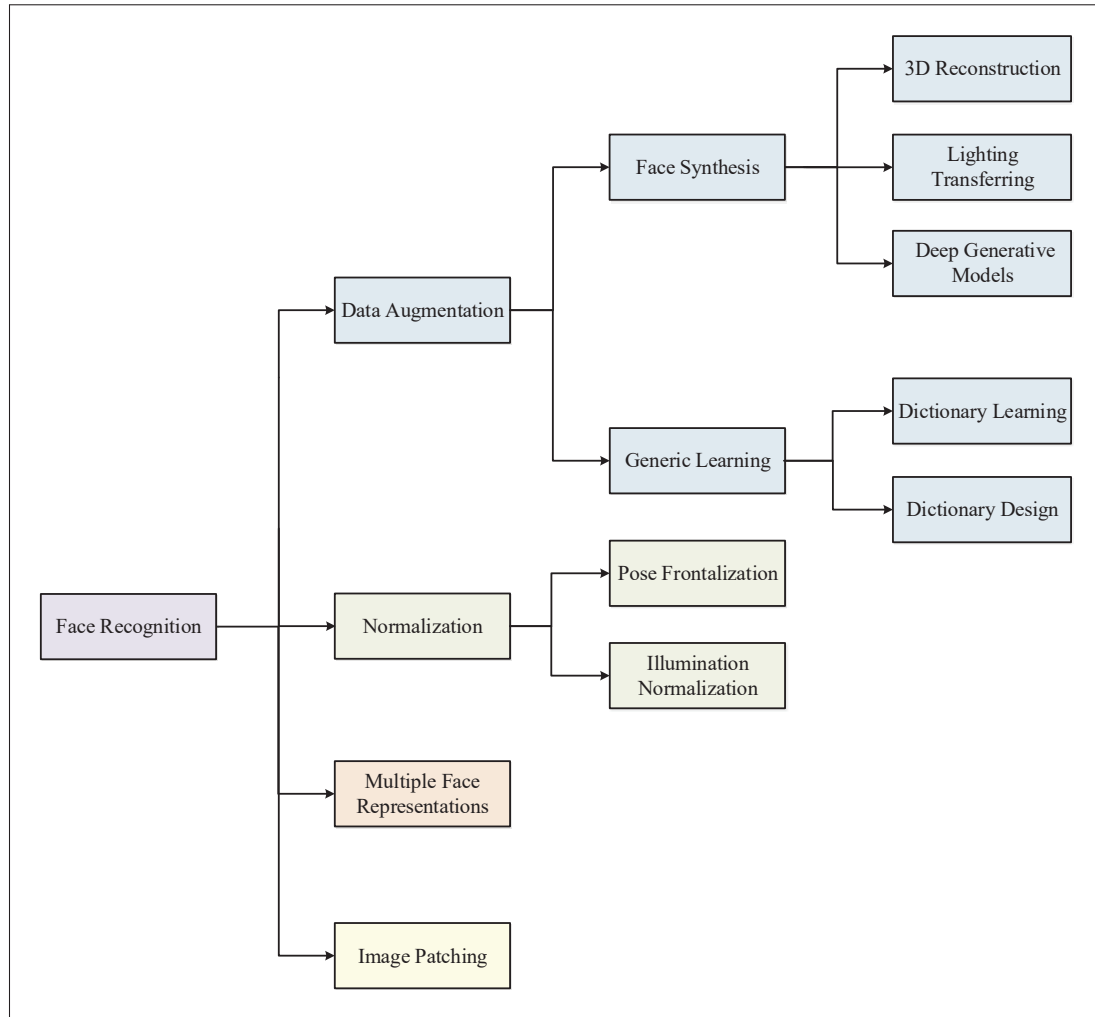 3D Reconstruction
Face Synthesis
Lighting
Transferring
Deep Generative
Models
Data Augmentation
Dictionary Learning
Generic Learning
Dictionary Design
Pose Frontalization
Face Recognition
Normalization
Illumination
Normalization
Multiple Face
Representations
Image Patching